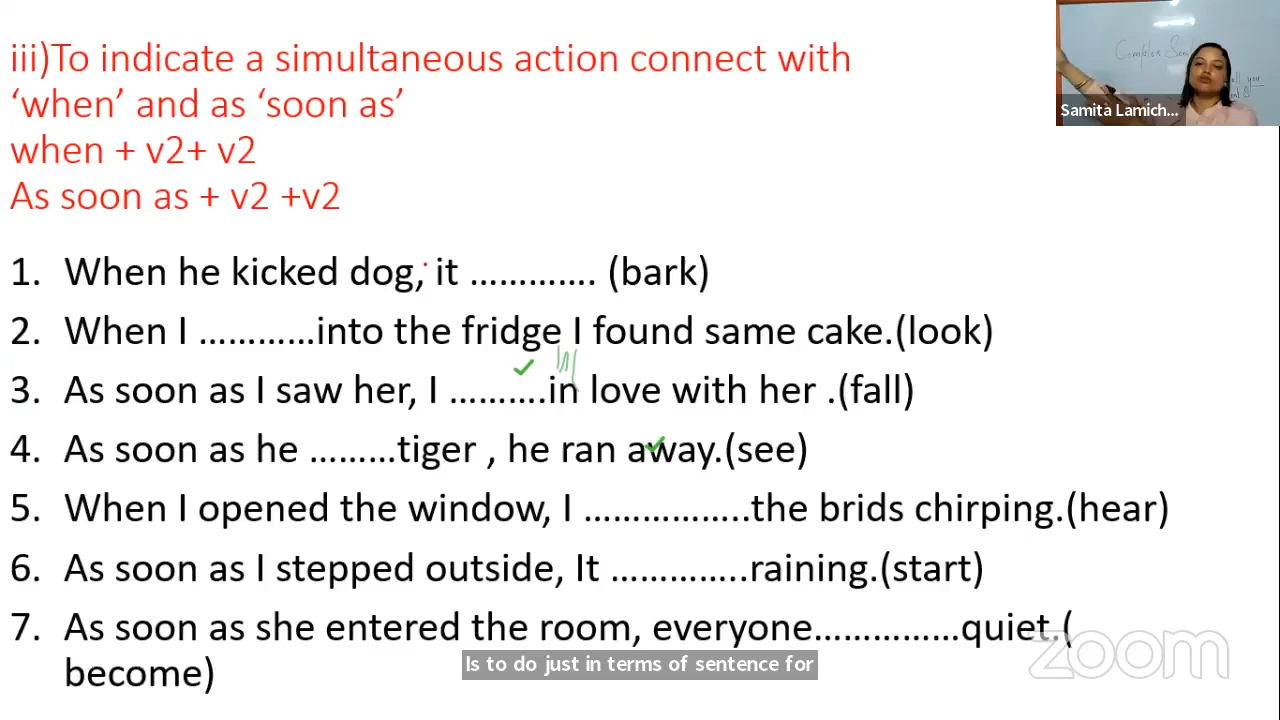 iii)To indicate a simultaneous action connect with
‘when’ and as ‘soon as’
when + v2+ v2
As soon as + v2 +v2
1. When he kicked dog, it …………. (bark)
2. When I …………into the fridge I found same cake.(look)
3. As soon as I saw her, I ……….in love with her .(fall)
4. As soon as he ………tiger , he ran away.(see)
5. When I opened the window, I ……………..the brids chirping.(hear)
6. As soon as I stepped outside, It …………..raining.(start)
7. As soon as she entered the room, everyone……………quiet.(
become)
Samita Lamich...
Is to do just in terms of sentence for
zoom